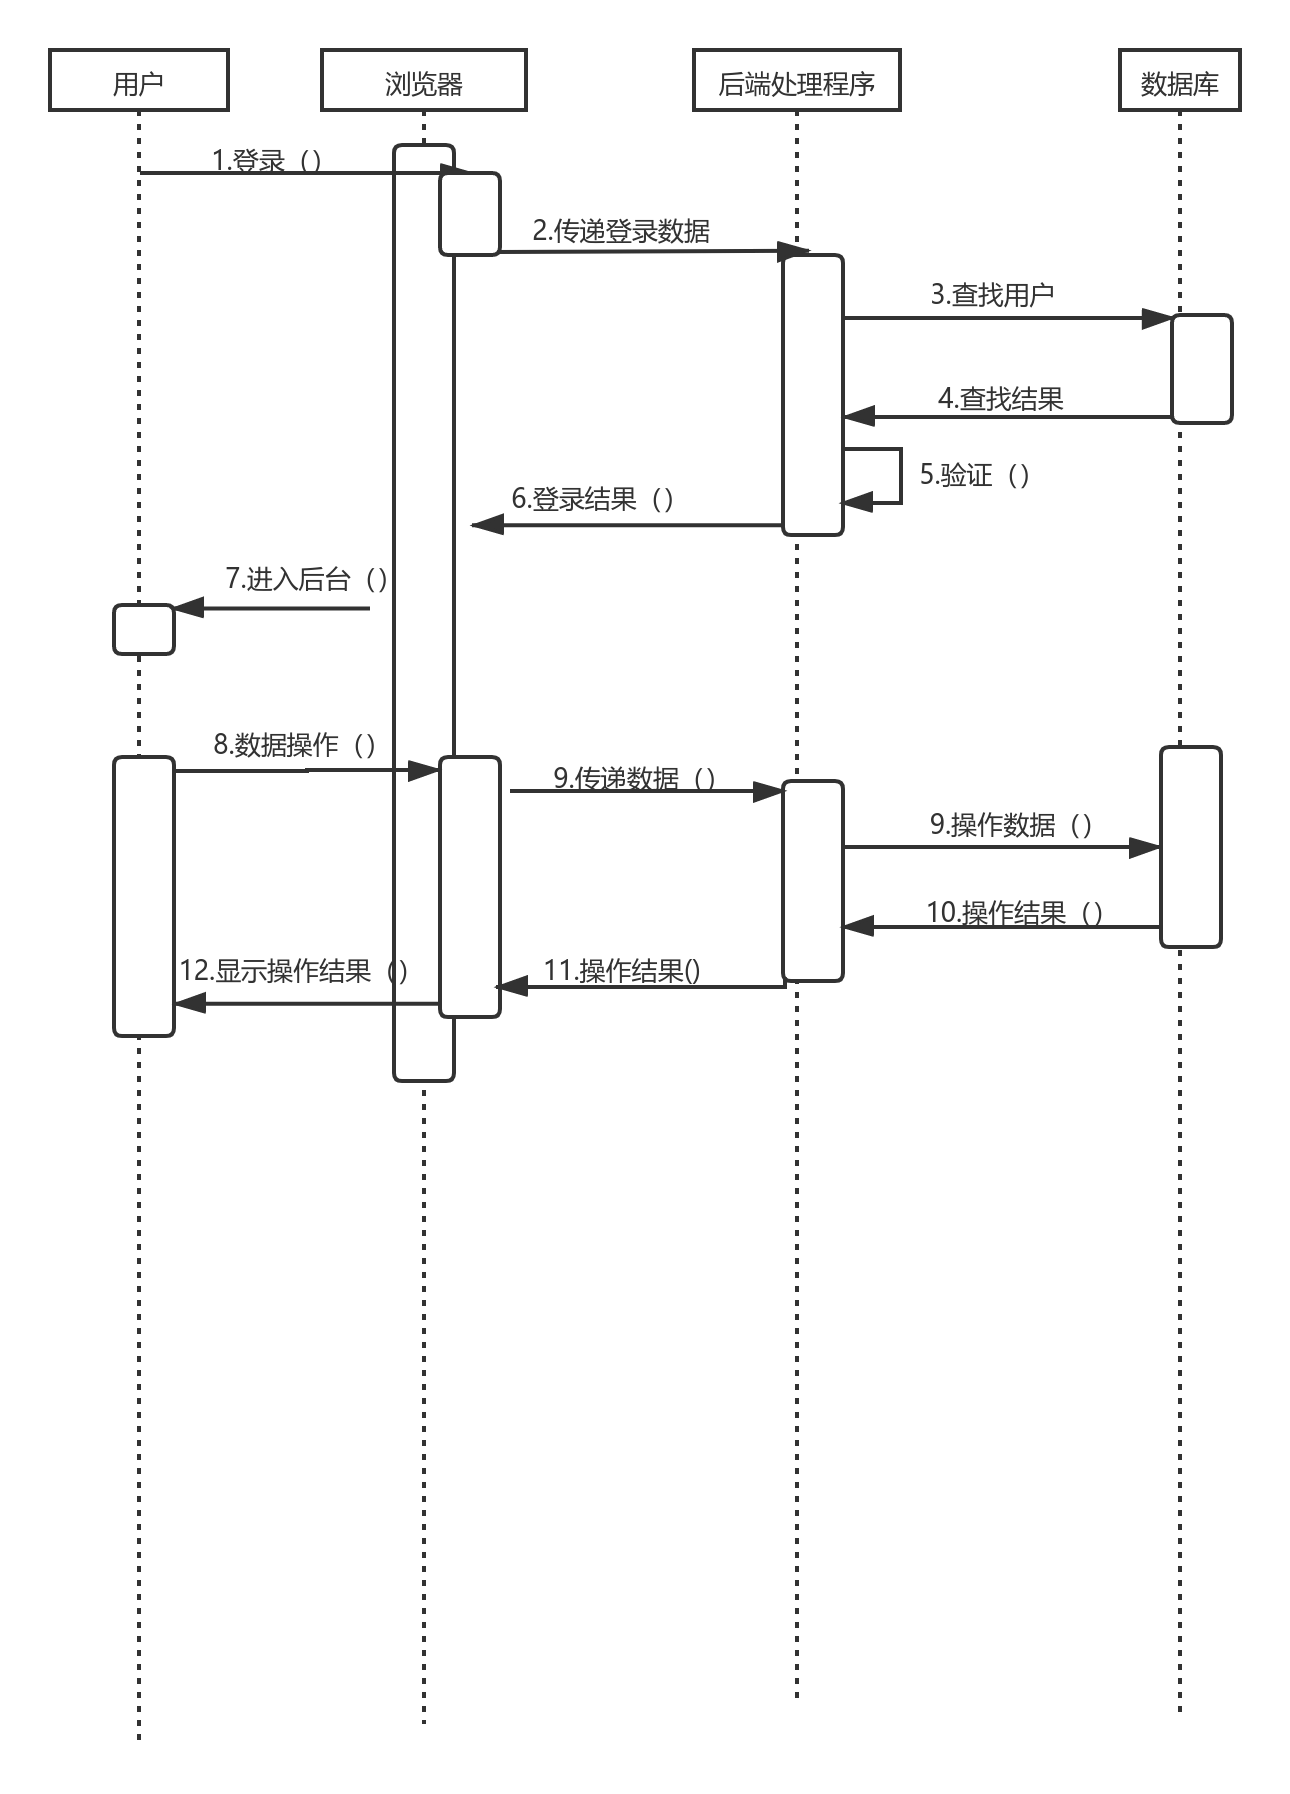 用户
浏览器
后端处理程序
数据库
1.登录（）
2.传递登录数据
3.查找用户
4.查找结果
5.验证（）
6.登录结果（）
7.进入后台（）
8.数据操作（）
9.传递数据（）
9.操作数据（）
10.操作结果（）
11.操作结果()
12.显示操作结果（）